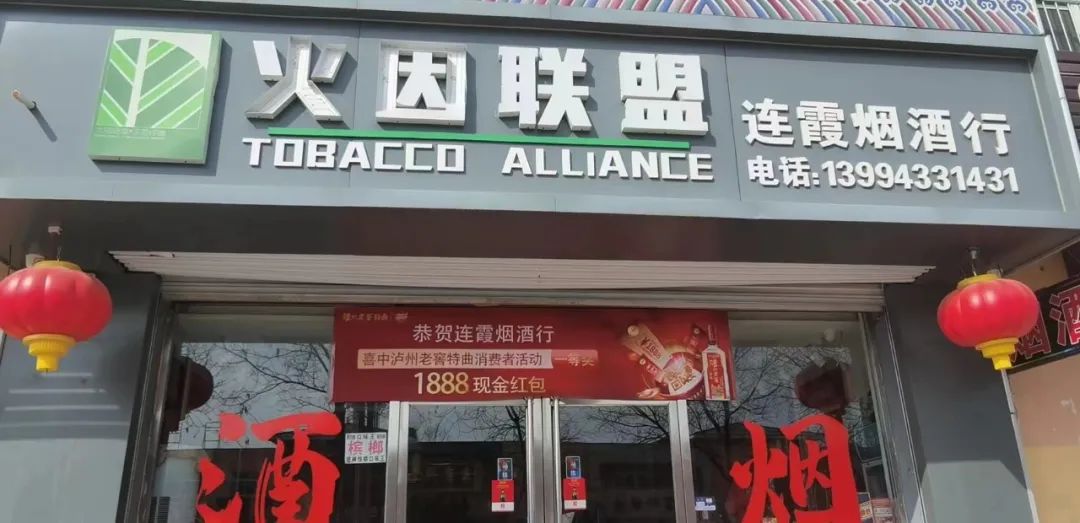 火因联盟
TOBACCO ALLIANCE
连霞烟酒行
电话:13994331431
恭贺连霞烟酒行
喜中泸州老窖特曲消费者活动 一等奖
1888现金红包
槟榔
酒
烟
烟酒